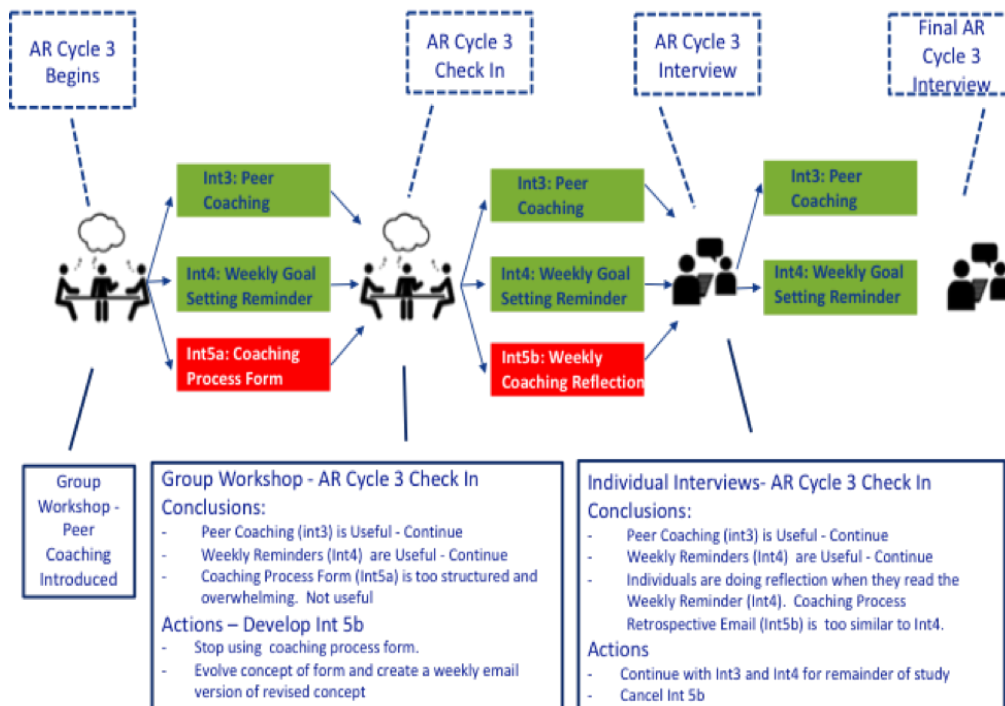 AR Cycle 3
Begins
AR Cycle 3
Check In
AR Cycle 3
Interview
Final AR
Cycle 3
Interview
Int3: Peer
Coaching
Int4: Weekly Goal
Setting Reminder
Int5a: Coaching
Process Form
Int3: Peer
Coaching
Int4: Weekly Goal
Setting Reminder
Int5b: Weekly
Coaching Reflection
Int3: Peer
Coaching
Int4: Weekly Goal
Setting Reminder
Group
Workshop -
Peer
Coaching
Introduced
Group Workshop - AR Cycle 3 Check In
Conclusions:
- Peer Coaching (int3) is Useful - Continue
- Weekly Reminders (Int4) are Useful - Continue
- Coaching Process Form (Int5a) is too structured and
overwhelming. Not useful
Actions – Develop Int 5b
- Stop using coaching process form.
- Evolve concept of form and create a weekly email
version of revised concept
Individual Interviews- AR Cycle 3 Check In
Conclusions:
- Peer Coaching (int3) is Useful - Continue
- Weekly Reminders (Int4) are Useful - Continue
- Individuals are doing reflection when they read the
Weekly Reminder (Int4). Coaching Process
Retrospective Email (Int5b) is too similar to Int4.
Actions
- Continue with Int3 and Int4 for remainder of study
- Cancel Int 5b